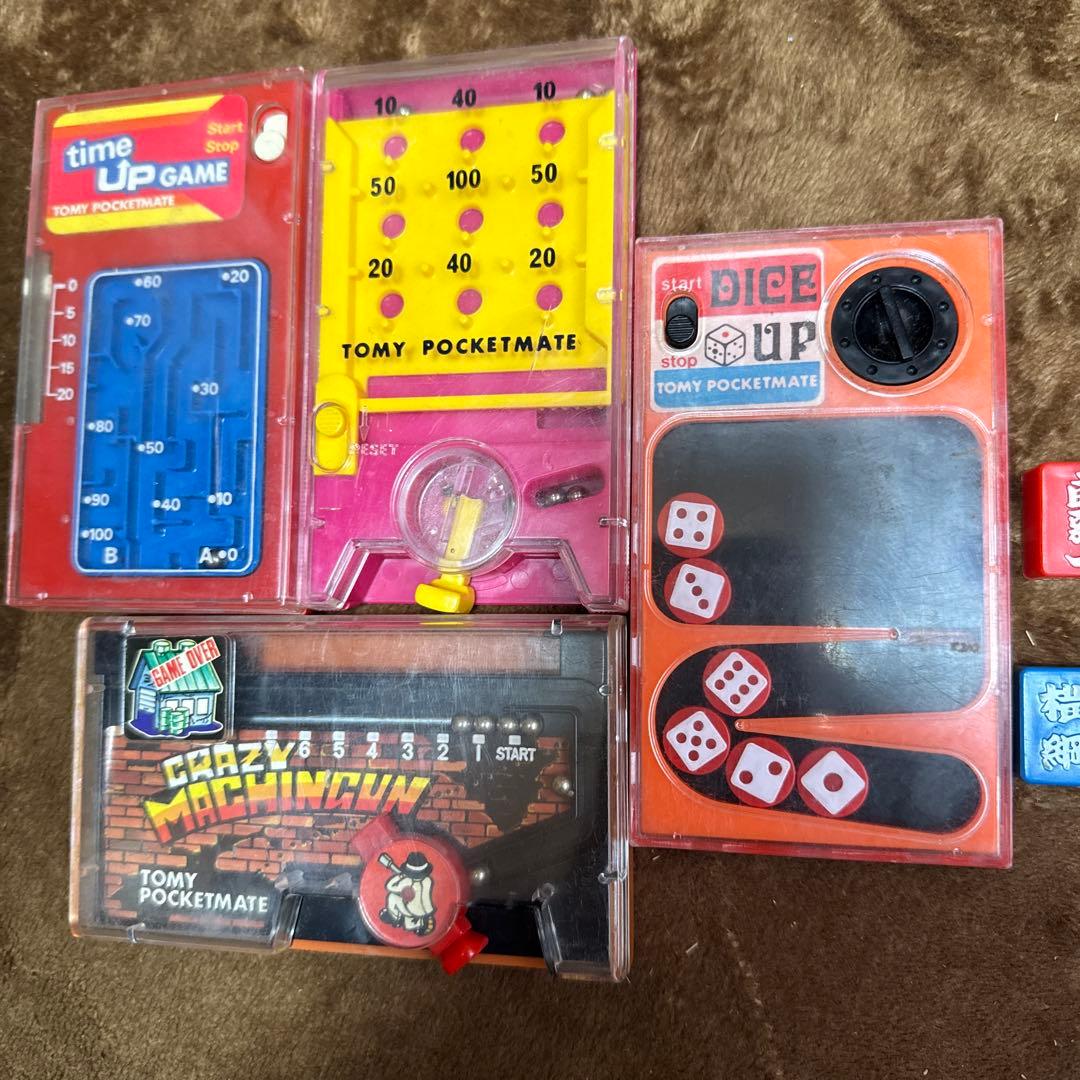 time
UP GAME
TOMY POCKETMATE
Start
Stop
0
5
10
15
20
60
20
70
30
80
50
90
40
10
100
B
A
0
10 40 10
50 100 50
20 40 20
TOMY POCKETMATE
RESET
start
stop
DICE
UP
TOMY POCKETMATE
GAME OVER
CRAZY
MACHINGUN
6 5 4 3 2 1 START
TOMY
POCKETMATE